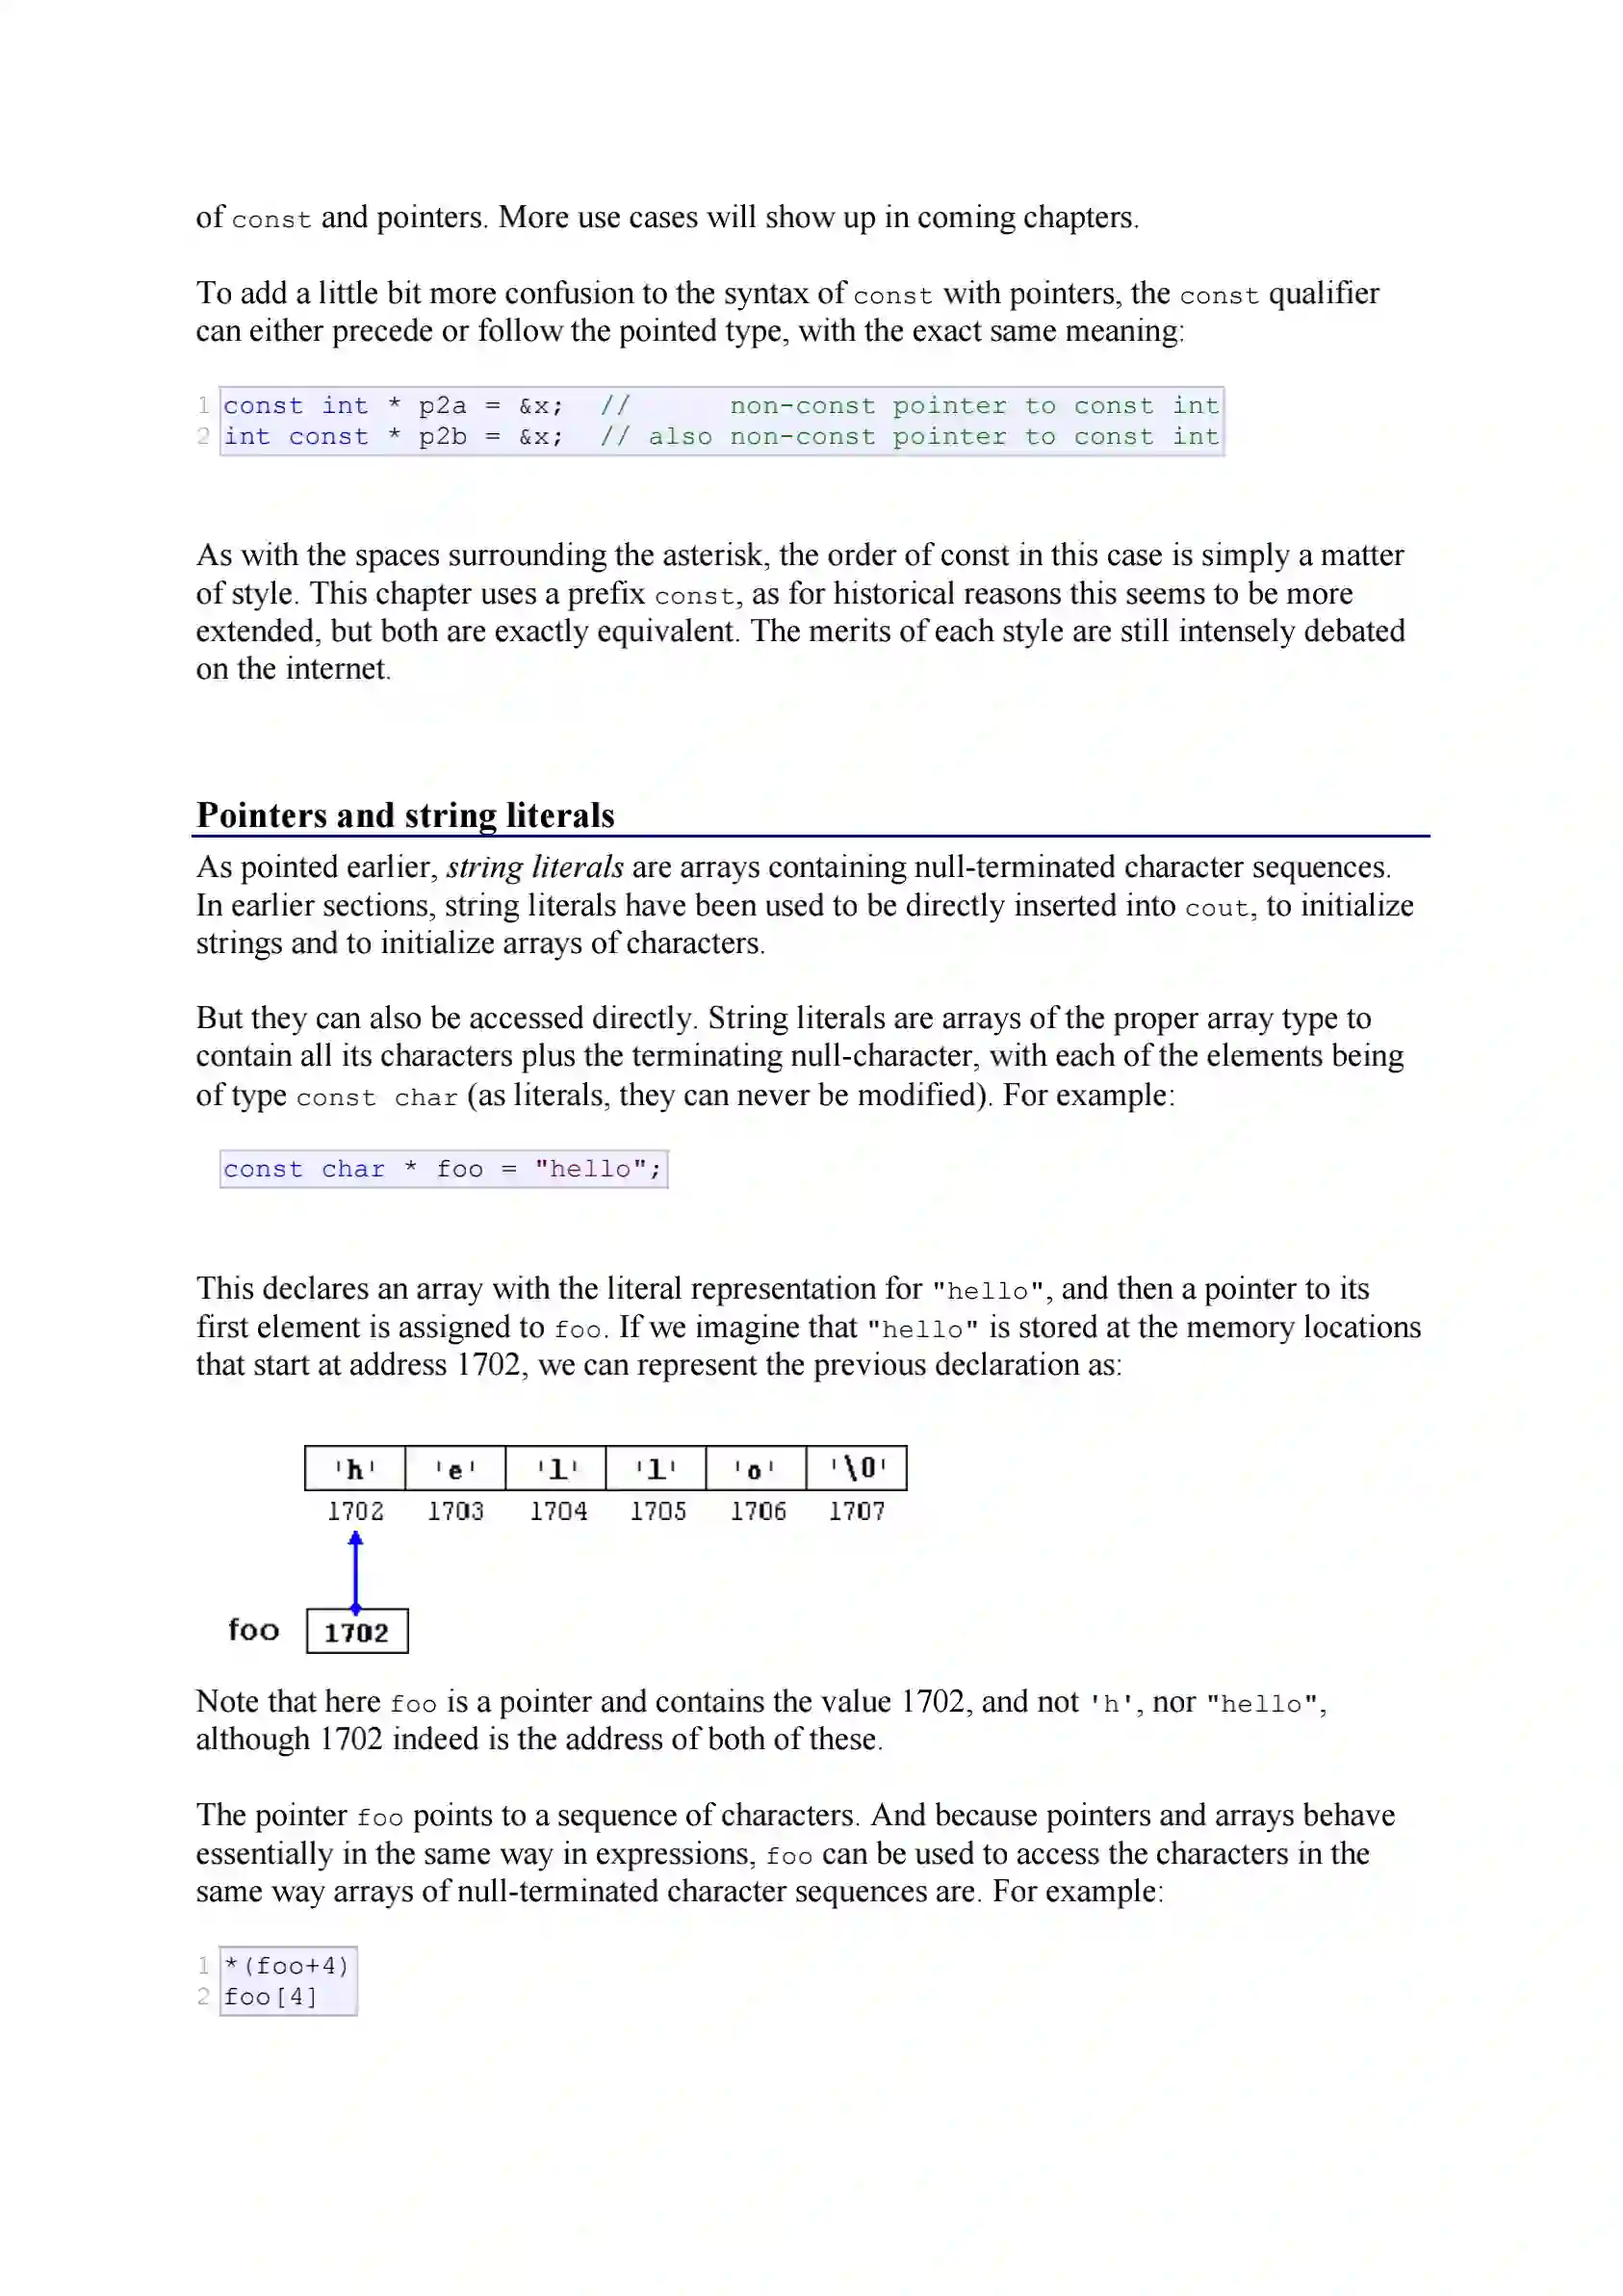 of const and pointers. More use cases will show up in coming chapters.
To add a little bit more confusion to the syntax of const with pointers, the const qualifier
can either precede or follow the pointed type, with the exact same meaning:
1 const int * p2a = &x;  //      non-const pointer to const int
2 int const * p2b = &x;  // also non-const pointer to const int
As with the spaces surrounding the asterisk, the order of const in this case is simply a matter
of style. This chapter uses a prefix const, as for historical reasons this seems to be more
extended, but both are exactly equivalent. The merits of each style are still intensely debated
on the internet.
Pointers and string literals
As pointed earlier, string literals are arrays containing null-terminated character sequences.
In earlier sections, string literals have been used to be directly inserted into cout, to initialize
strings and to initialize arrays of characters.
But they can also be accessed directly. String literals are arrays of the proper array type to
contain all its characters plus the terminating null-character, with each of the elements being
of type const char (as literals, they can never be modified). For example:
const char * foo = "hello";
This declares an array with the literal representation for "hello", and then a pointer to its
first element is assigned to foo. If we imagine that "hello" is stored at the memory locations
that start at address 1702, we can represent the previous declaration as:
'h' 'e' 'l' 'l' 'o' '\0'
1702 1703 1704 1705 1706 1707
foo 1702
Note that here foo is a pointer and contains the value 1702, and not 'h', nor "hello",
although 1702 indeed is the address of both of these.
The pointer foo points to a sequence of characters. And because pointers and arrays behave
essentially in the same way in expressions, foo can be used to access the characters in the
same way arrays of null-terminated character sequences are. For example:
1 *(foo+4)
2 foo[4]